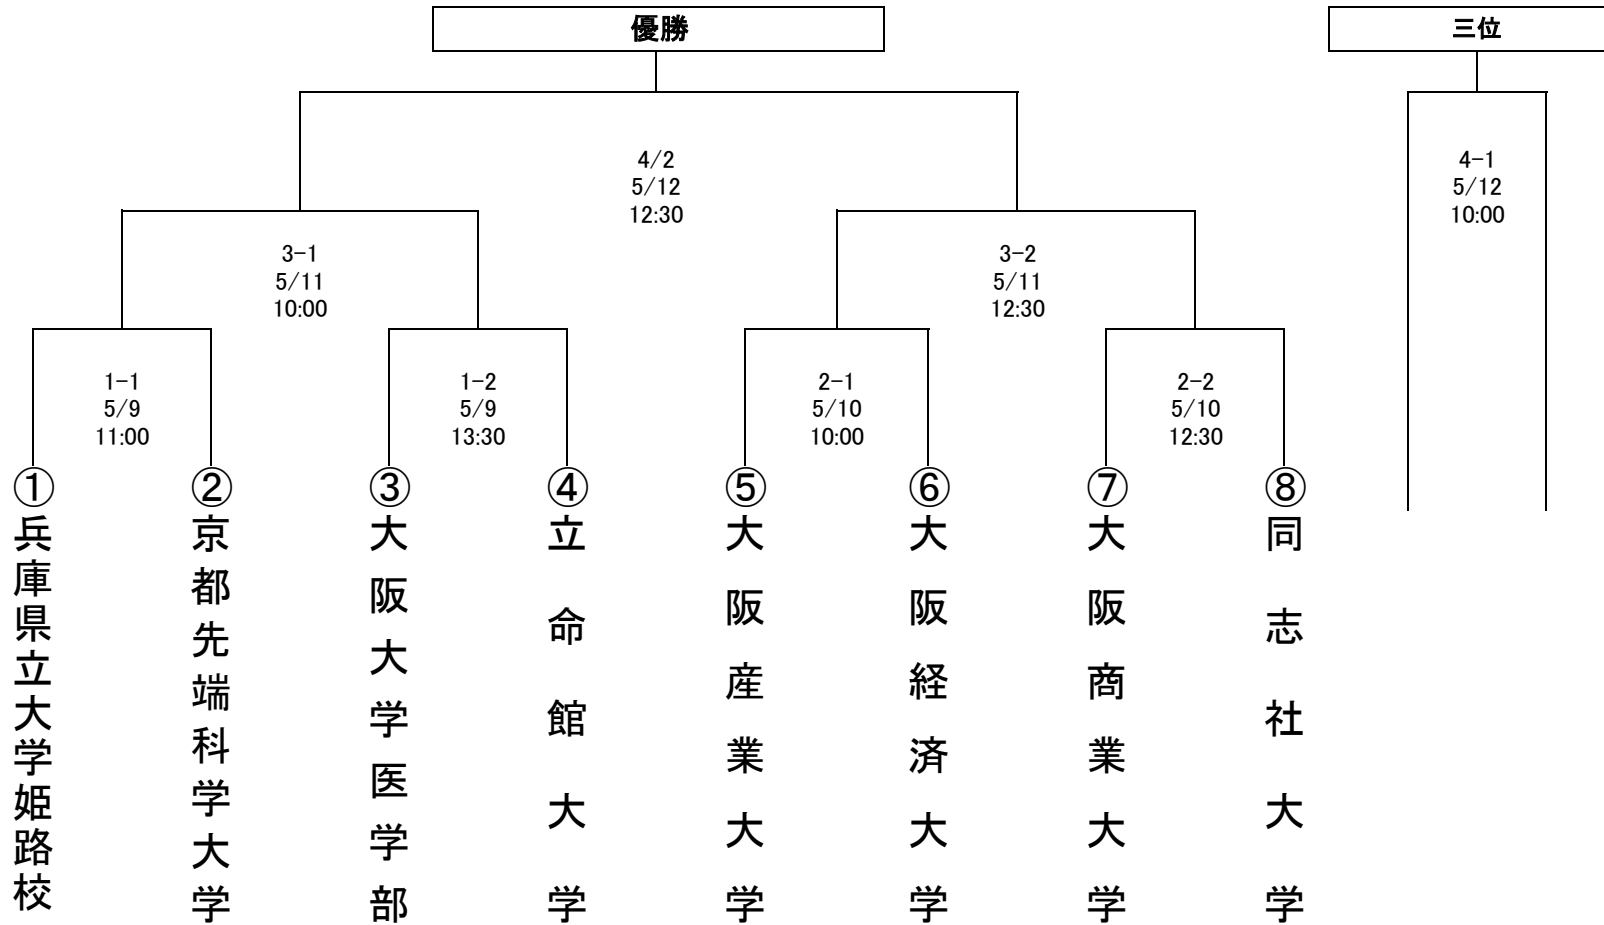 優勝
三位
4/2
5/12
12:30
4-1
5/12
10:00
3-1
5/11
10:00
3-2
5/11
12:30
1-1
5/9
11:00
1-2
5/9
13:30
2-1
5/10
10:00
2-2
5/10
12:30
①兵庫県立大学姫路校
②京都先端科学大学
③大阪大学医学部
④立命館大学
⑤大阪産業大学
⑥大阪経済大学
⑦大阪商業大学
⑧同志社大学